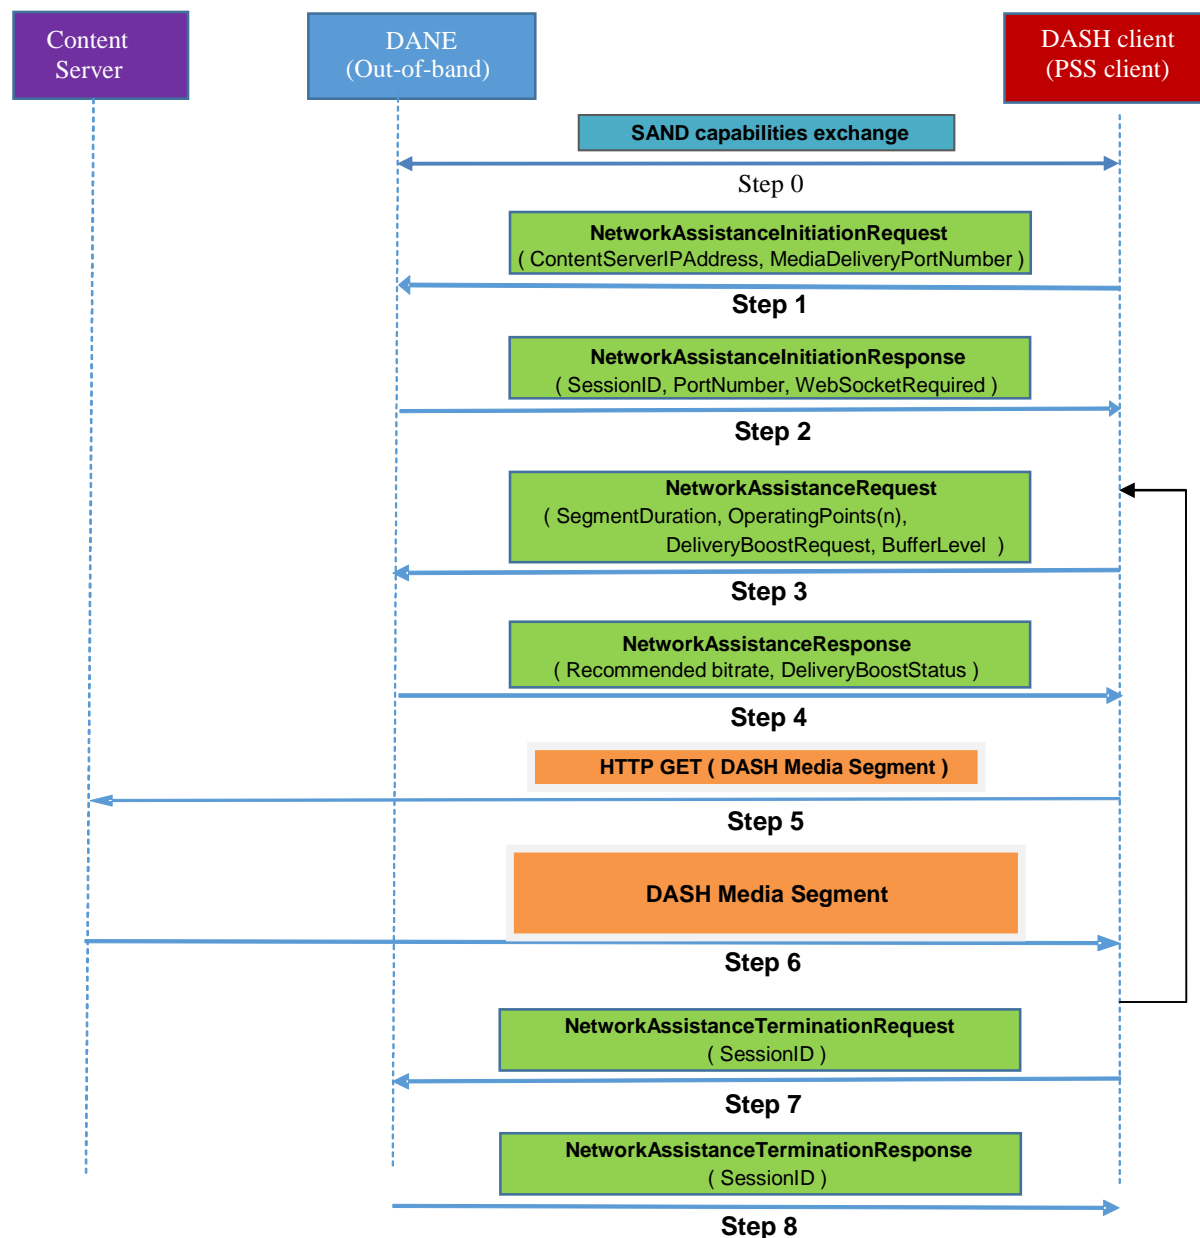 Content
Server
DANE
(Out-of-band)
DASH client
(PSS client)
SAND capabilities exchange
Step 0
NetworkAssistanceInitiationRequest
( ContentServerIPAddress, MediaDeliveryPortNumber )
Step 1
NetworkAssistanceInitiationResponse
( SessionID, PortNumber, WebSocketRequired )
Step 2
NetworkAssistanceRequest
( SegmentDuration, OperatingPoints(n),
DeliveryBoostRequest, BufferLevel )
Step 3
NetworkAssistanceResponse
( Recommended bitrate, DeliveryBoostStatus )
Step 4
HTTP GET ( DASH Media Segment )
Step 5
DASH Media Segment
Step 6
NetworkAssistanceTerminationRequest
( SessionID )
Step 7
NetworkAssistanceTerminationResponse
( SessionID )
Step 8